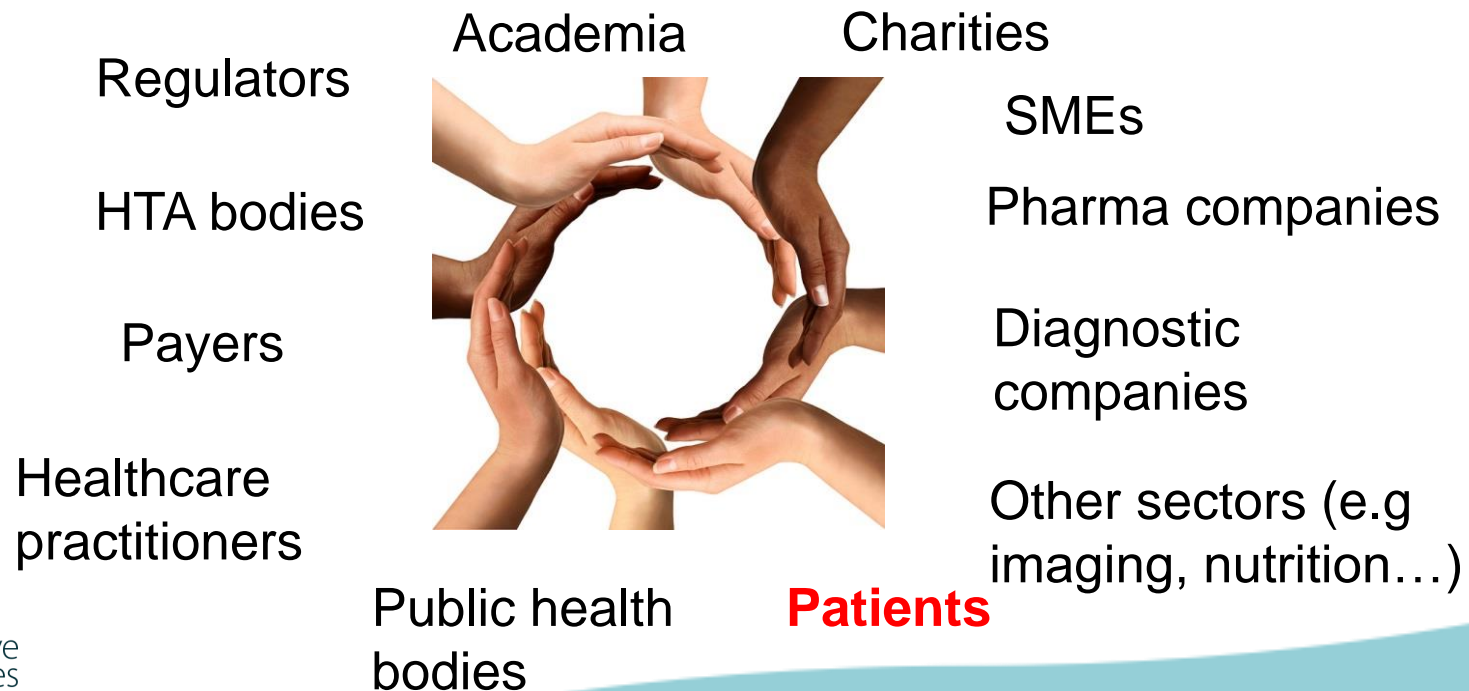 Academia
Charities
Regulators
SMEs
HTA bodies
Pharma companies
Payers
Diagnostic
companies
Healthcare
practitioners
Other sectors (e.g
imaging, nutrition…)
Public health
bodies
Patients